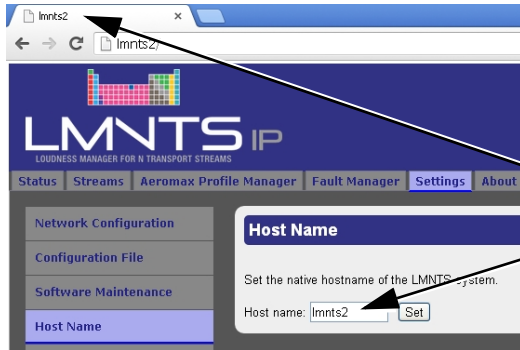 lmnts2
lmnts2/
LMNTS IP
LOUDNESS MANAGER FOR N TRANSPORT STREAMS
Status Streams Aeromax Profile Manager Fault Manager Settings About
Network Configuration
Configuration File
Software Maintenance
Host Name
Host Name
Set the native hostname of the LMNTS system.
Host name: lmnts2 Set